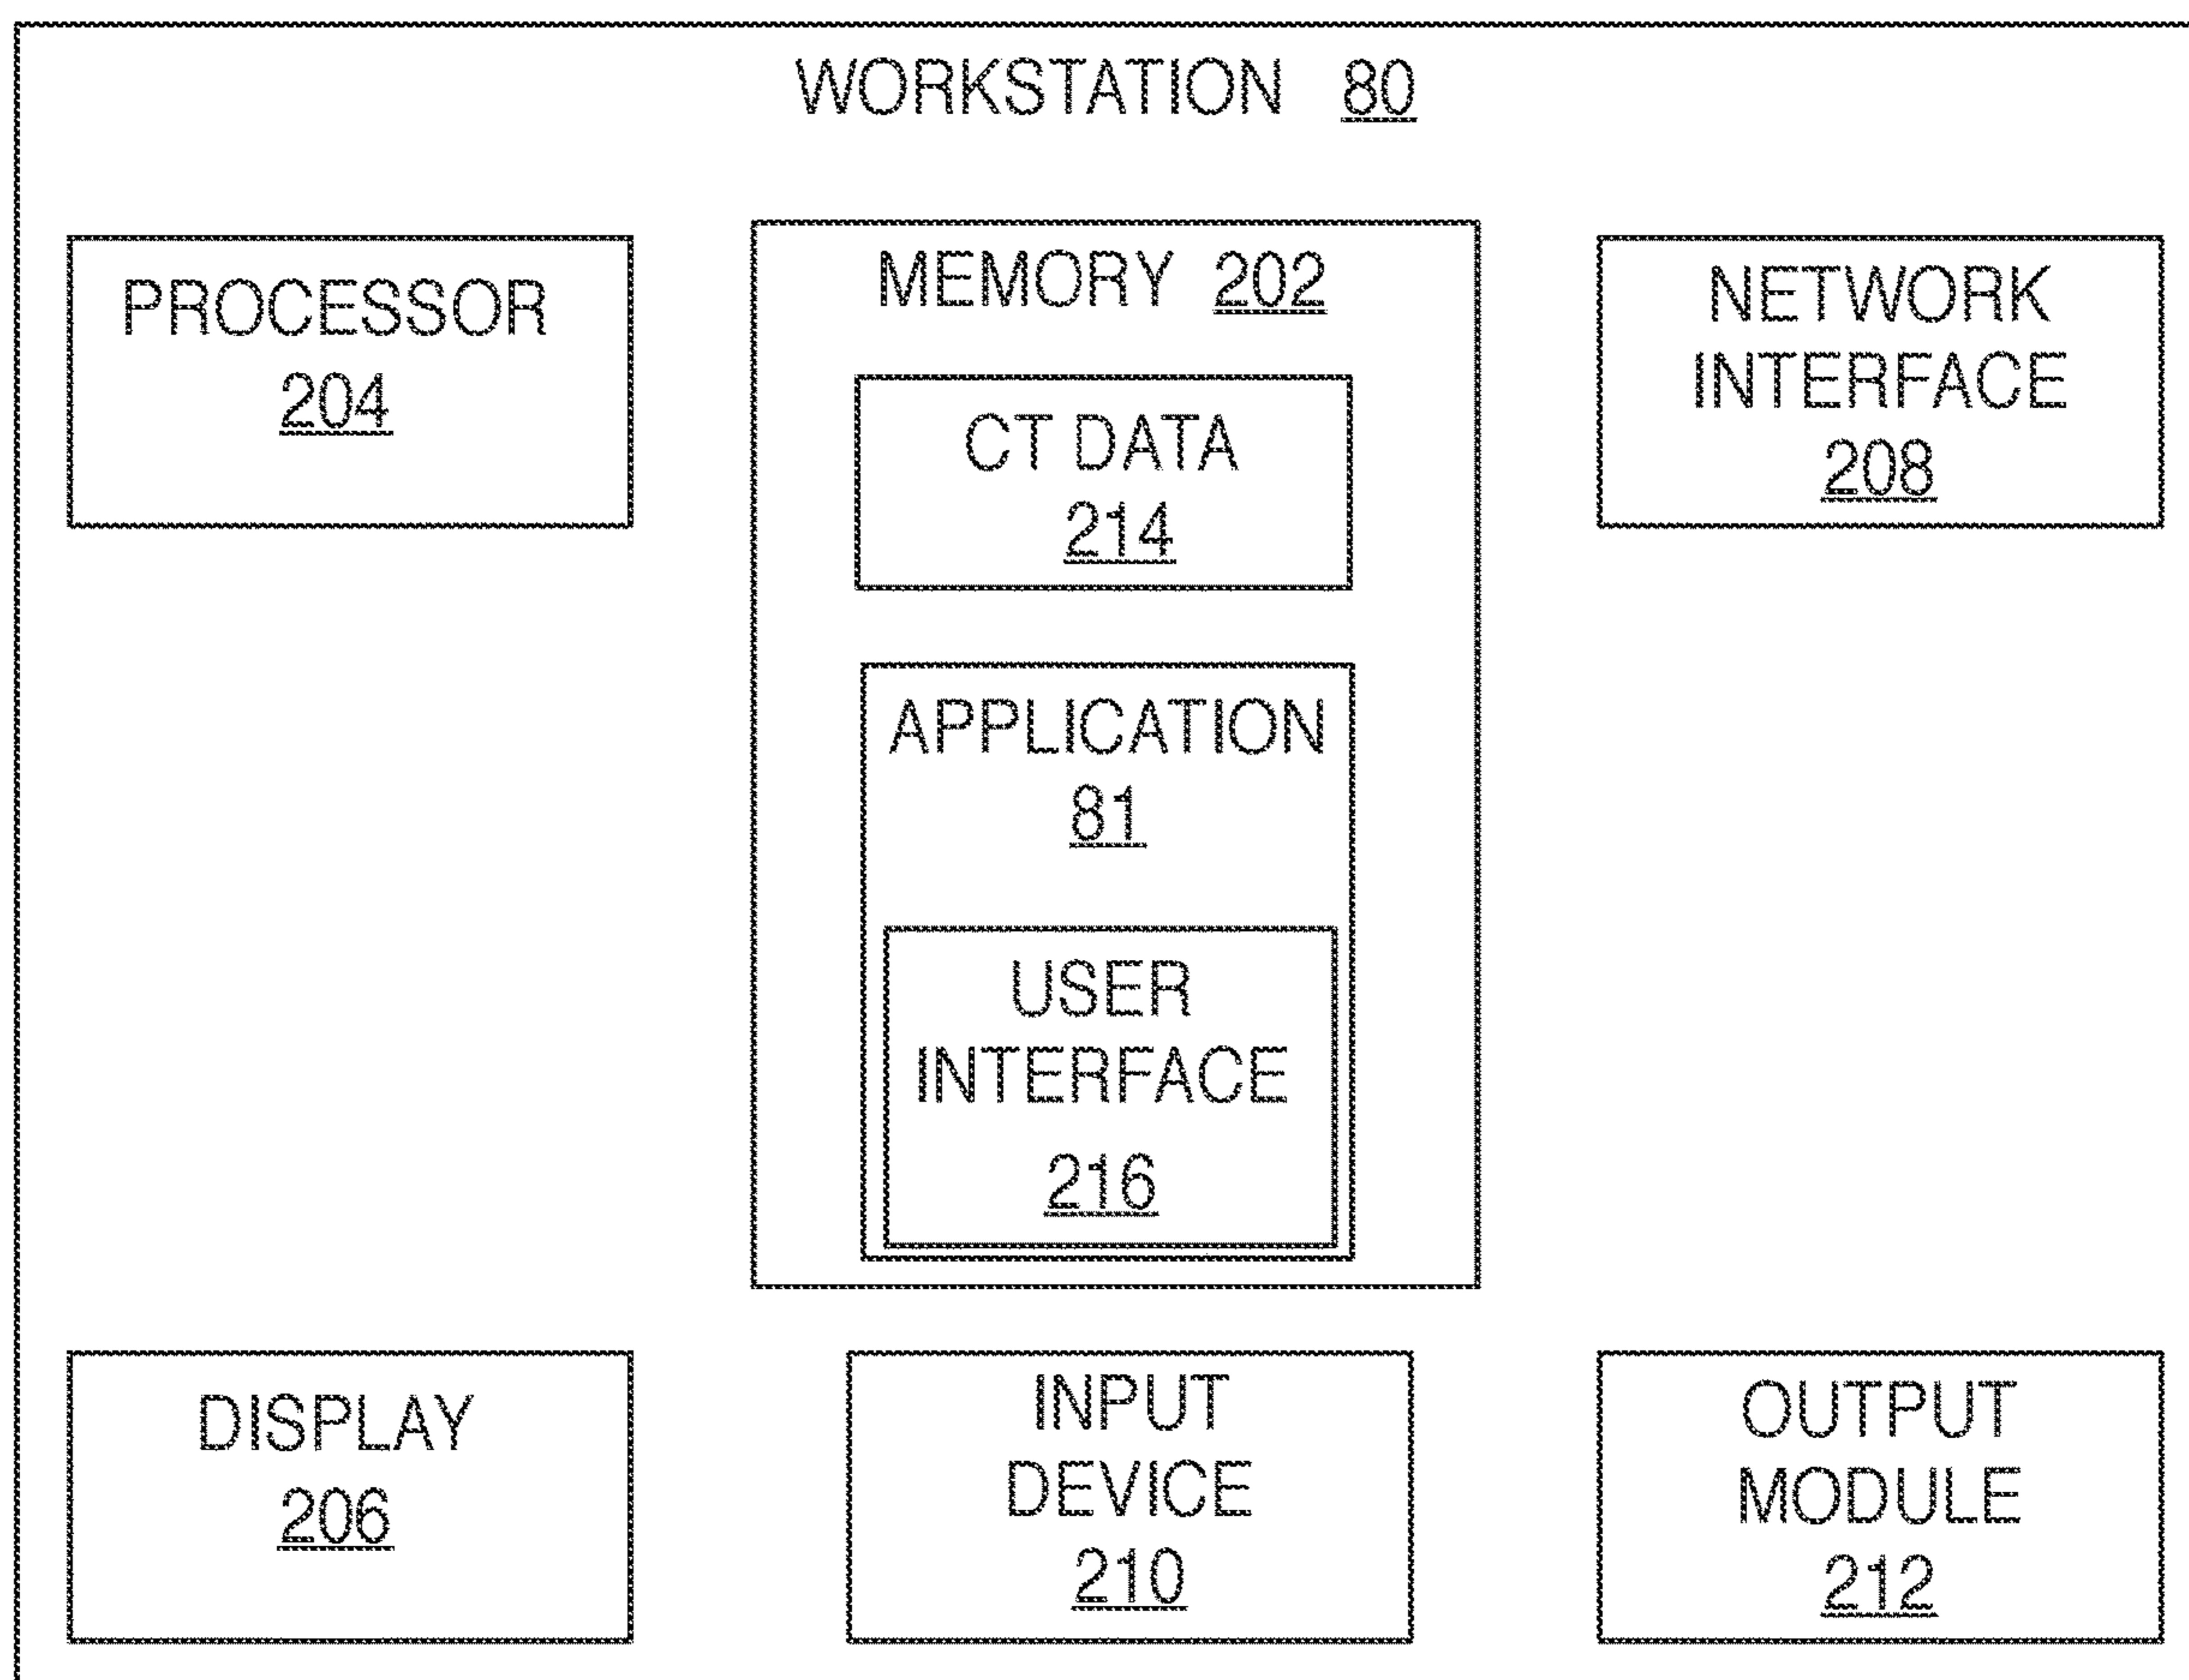 WORKSTATION 80
PROCESSOR
204
MEMORY 202
CT DATA
214
APPLICATION
81
USER
INTERFACE
216
NETWORK
INTERFACE
208
DISPLAY
206
INPUT
DEVICE
210
OUTPUT
MODULE
212